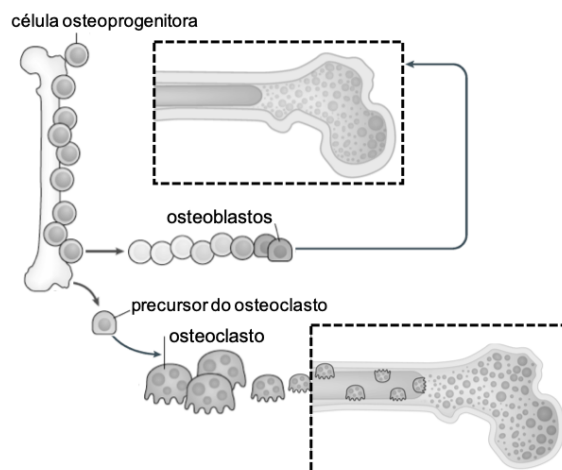 célula osteoprogenitora
osteoblastos
precursor do osteoclasto
osteoclasto